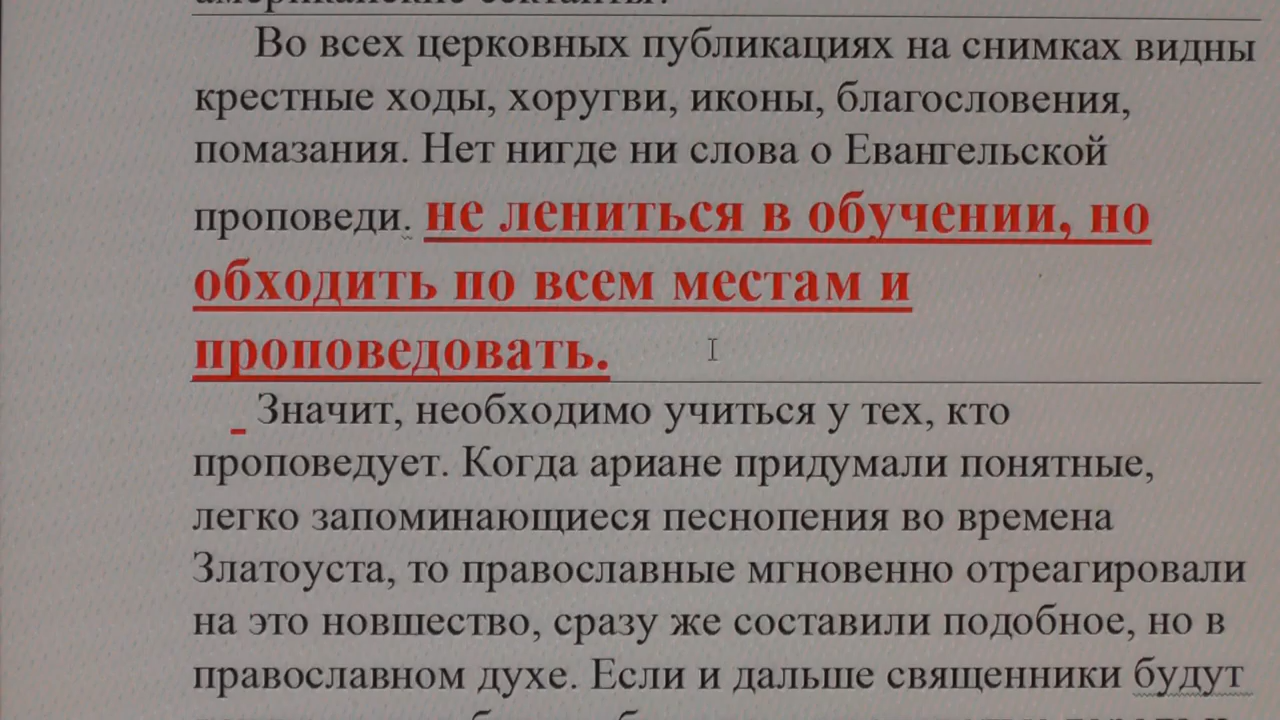 американские сектанты?
Во всех церковных публикациях на снимках видны
крестные ходы, хоругви, иконы, благословения,
помазания. Нет нигде ни слова о Евангельской
проповеди. не лениться в обучении, но
обходить по всем местам и
проповедовать.
Значит, необходимо учиться у тех, кто
проповедует. Когда ариане придумали понятные,
легко запоминающиеся песнопения во времена
Златоуста, то православные мгновенно отреагировали
на это новшество, сразу же составили подобное, но в
православном духе. Если и дальше священники будут